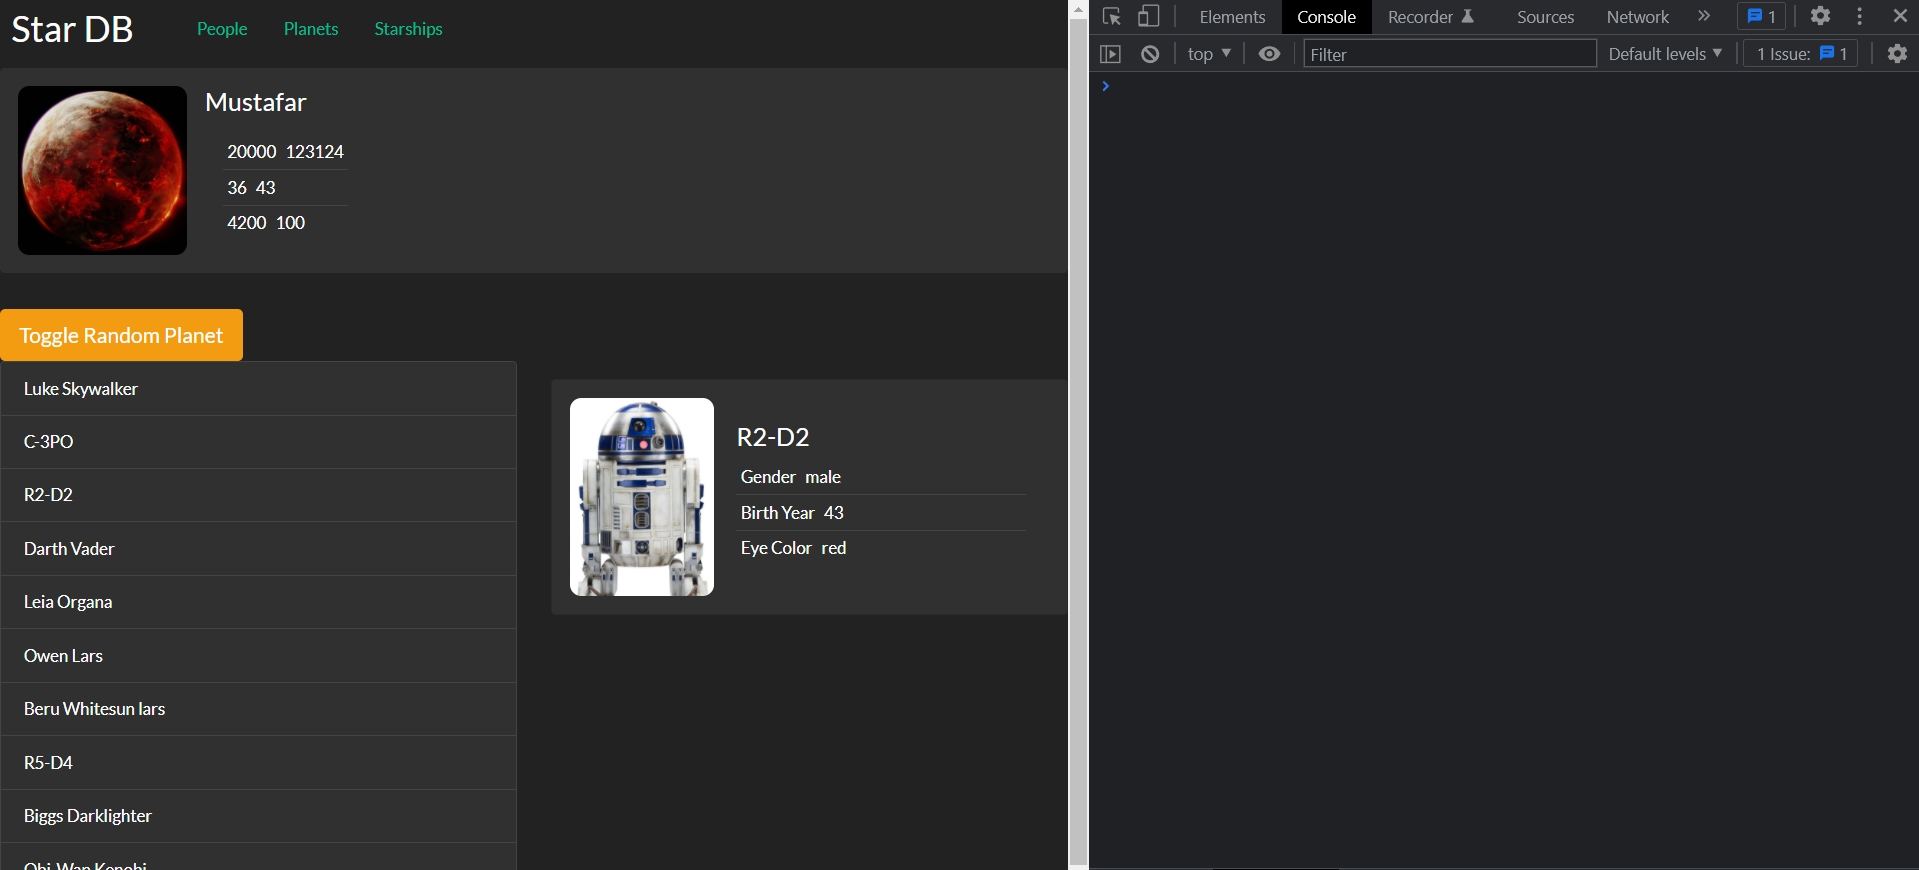 Star DB People Planets Starships
Mustafar
20000 123124
36 43
4200 100
Toggle Random Planet
Luke Skywalker
C-3PO
R2-D2
Darth Vader
Leia Organa
Owen Lars
Beru Whitesun lars
R5-D4
Biggs Darklighter
Obi-Wan Kenobi
R2-D2
Gender male
Birth Year 43
Eye Color red
Elements Console Recorder Sources Network 1
top Filter Default levels 1 Issue: 1